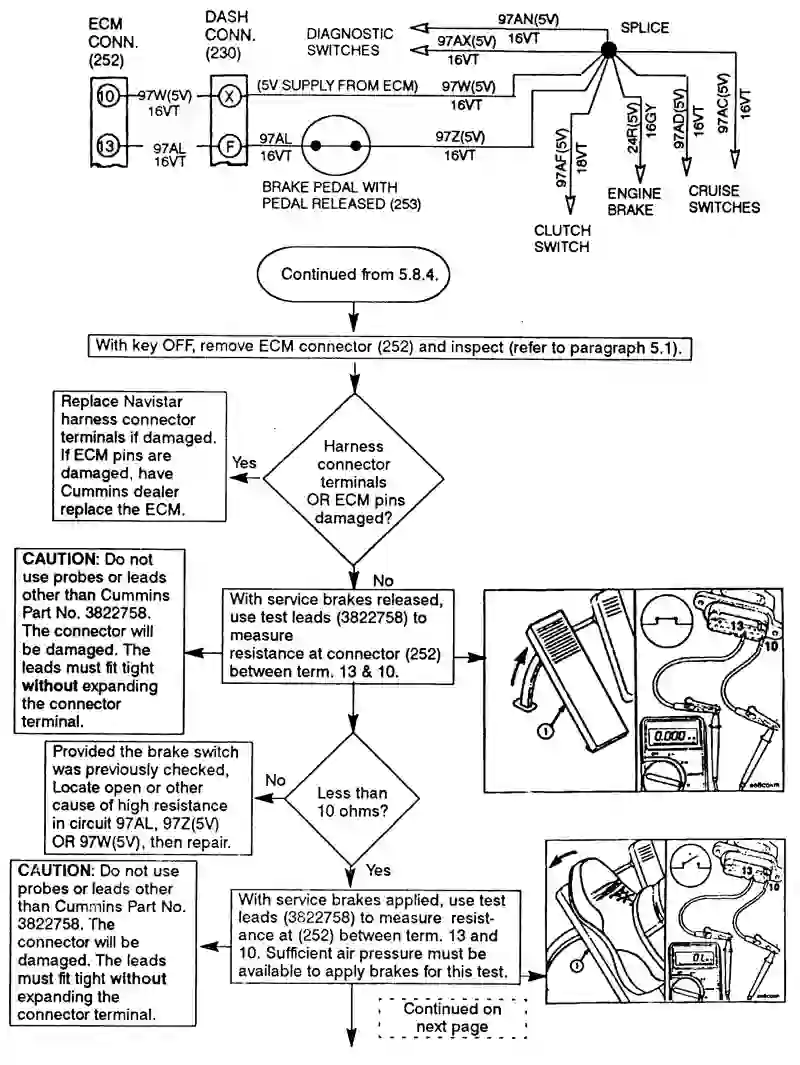 ECM
CONN.
(252)
DASH
CONN.
(230)
DIAGNOSTIC
SWITCHES
97AN(5V)
16VT
97AX(5V)
16VT
SPLICE
10
97W(5V)
16VT
X
(5V SUPPLY FROM ECM)
97W(5V)
16VT
13
97AL
16VT
F
97AL
16VT
97Z(5V)
16VT
BRAKE PEDAL WITH
PEDAL RELEASED (253)
97AF(5V)
18VT
24R(5V)
16GY
97AD(5V)
16VT
97AC(5V)
16VT
CLUTCH
SWITCH
ENGINE
BRAKE
CRUISE
SWITCHES
Continued from 5.8.4.
With key OFF, remove ECM connector (252) and inspect (refer to paragraph 5.1).
Replace Navistar
harness connector
terminals if damaged.
If ECM pins are
damaged, have
Cummins dealer
replace the ECM.
Yes
Harness
connector
terminals
OR ECM pins
damaged?
No
CAUTION: Do not
use probes or leads
other than Cummins
Part No. 3822758.
The connector will
be damaged. The
leads must fit tight
without expanding
the connector
terminal.
With service brakes released,
use test leads (3822758) to
measure
resistance at connector (252)
between term. 13 & 10.
1
13
10
0.000
Provided the brake switch
was previously checked,
Locate open or other
cause of high resistance
in circuit 97AL, 97Z(5V)
OR 97W(5V), then repair.
No
Less than
10 ohms?
Yes
CAUTION: Do not use
probes or leads other
than Cummins Part No.
3822758. The
connector will be
damaged. The leads
must fit tight without
expanding the
connector terminal.
With service brakes applied, use test
leads (3822758) to measure resist-
ance at (252) between term. 13 and
10. Sufficient air pressure must be
available to apply brakes for this test.
1
13
10
0L
Continued on
next page